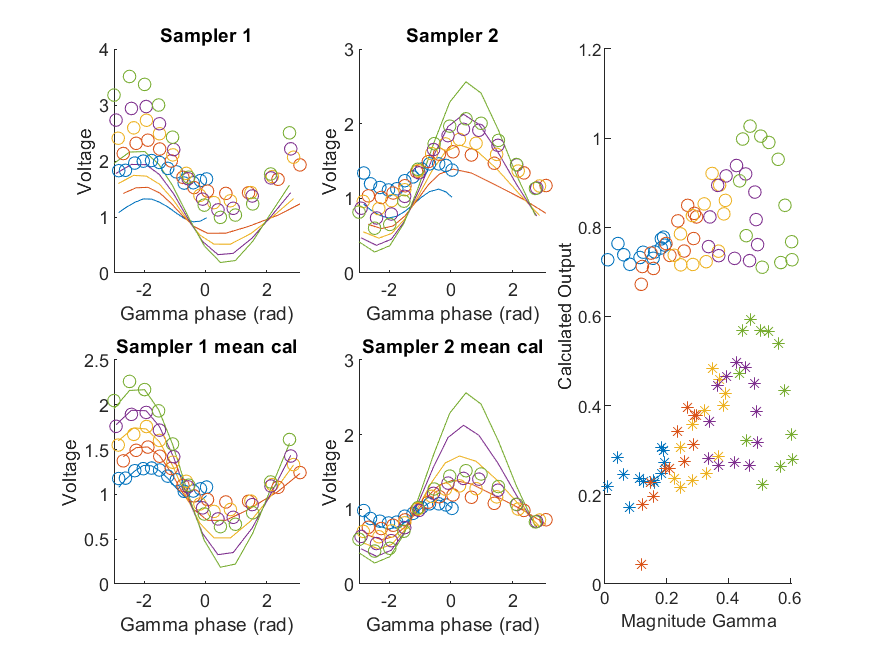 Sampler 1
4
3
2
1
0
Voltage
-2 0 2
Gamma phase (rad)
Sampler 2
3
2
1
0
Voltage
-2 0 2
Gamma phase (rad)
Sampler 1 mean cal
2.5
2
1.5
1
0.5
0
Voltage
-2 0 2
Gamma phase (rad)
Sampler 2 mean cal
3
2
1
0
Voltage
-2 0 2
Gamma phase (rad)
1.2
1
0.8
0.6
0.4
0.2
0
Calculated Output
0 0.2 0.4 0.6
Magnitude Gamma